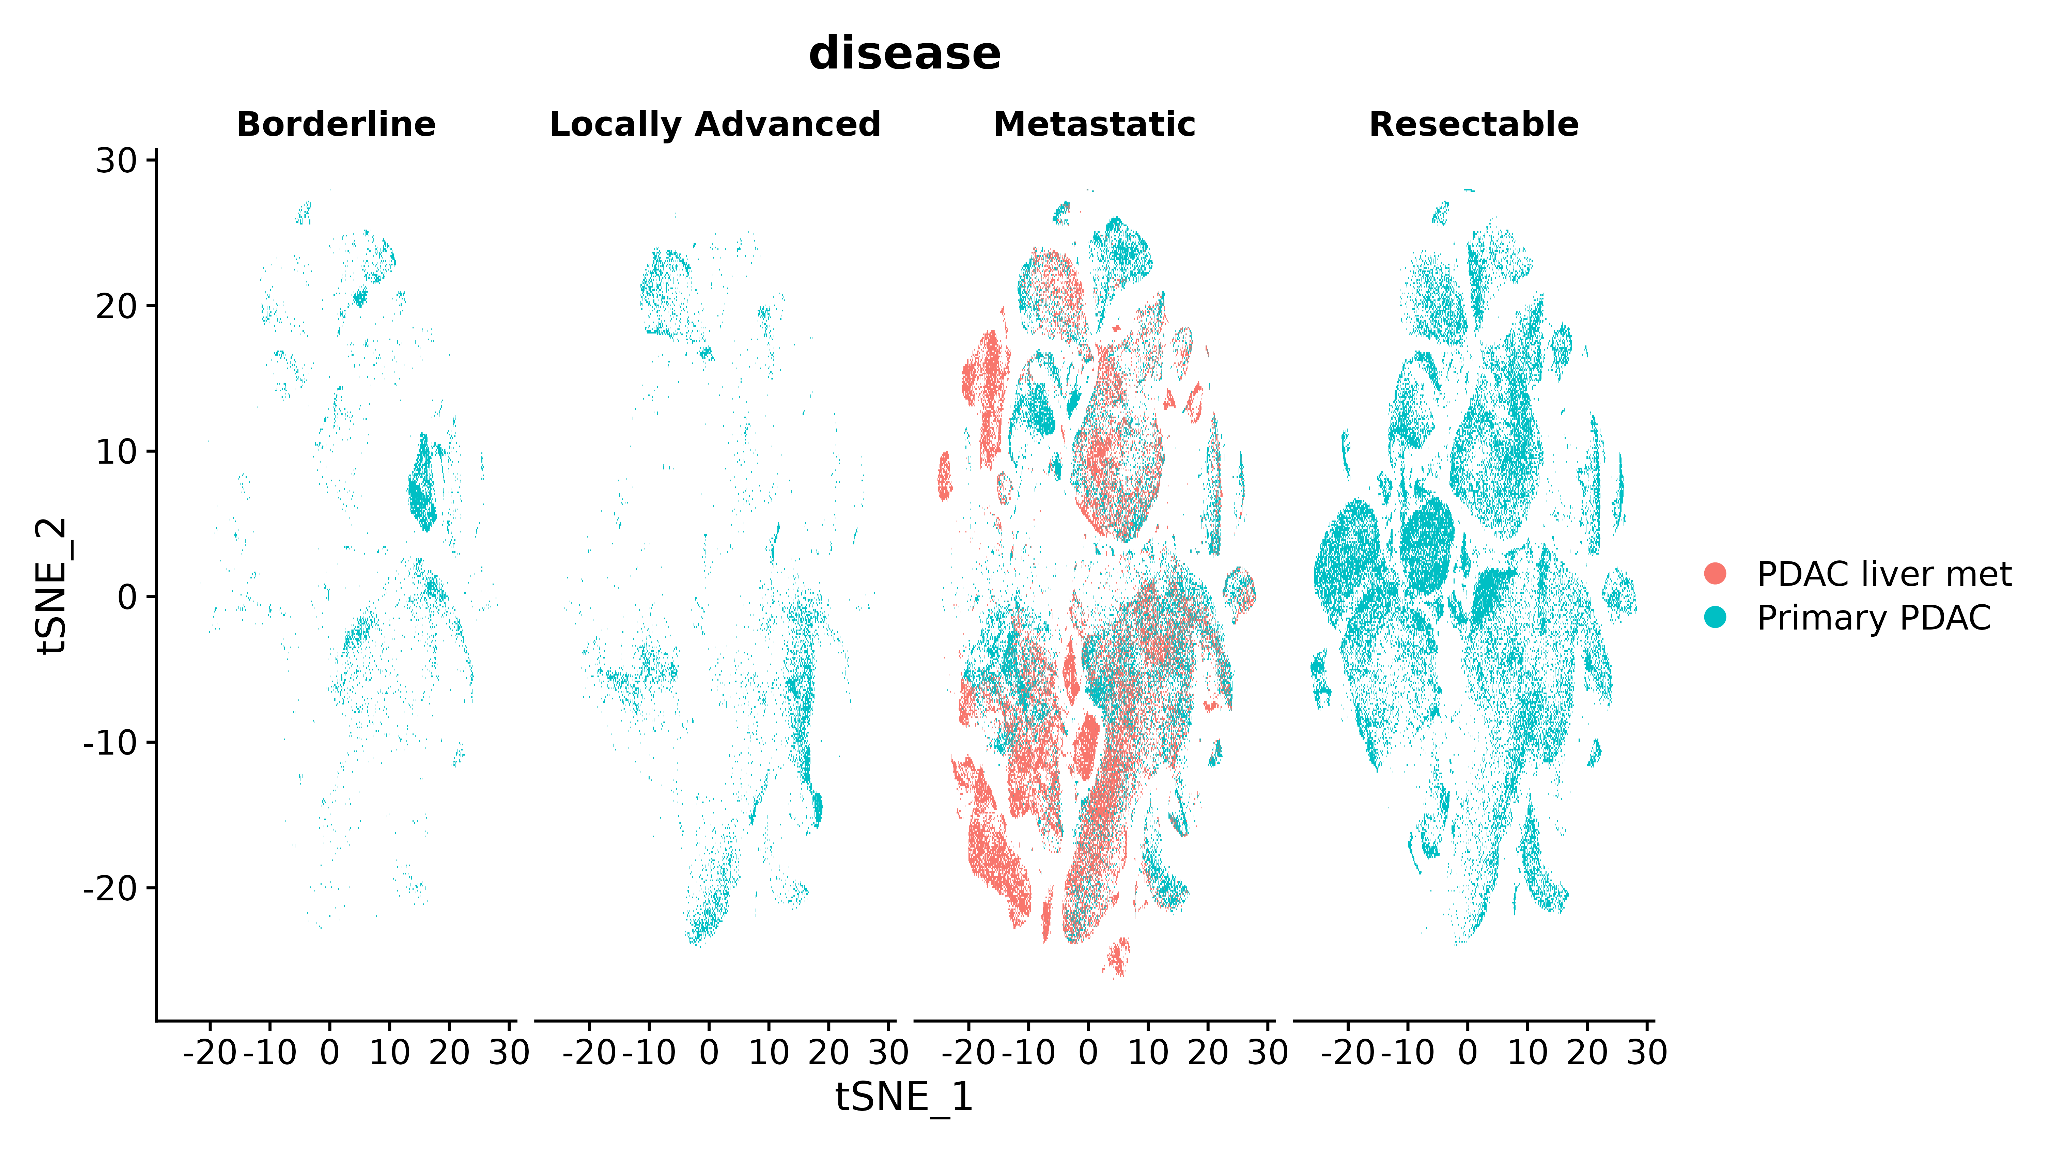 disease
Borderline
Locally Advanced
Metastatic
Resectable
30
20
10
0
-10
-20
tSNE_2
-20 -10 0 10 20 30
-20 -10 0 10 20 30
-20 -10 0 10 20 30
-20 -10 0 10 20 30
tSNE_1
PDAC liver met
Primary PDAC